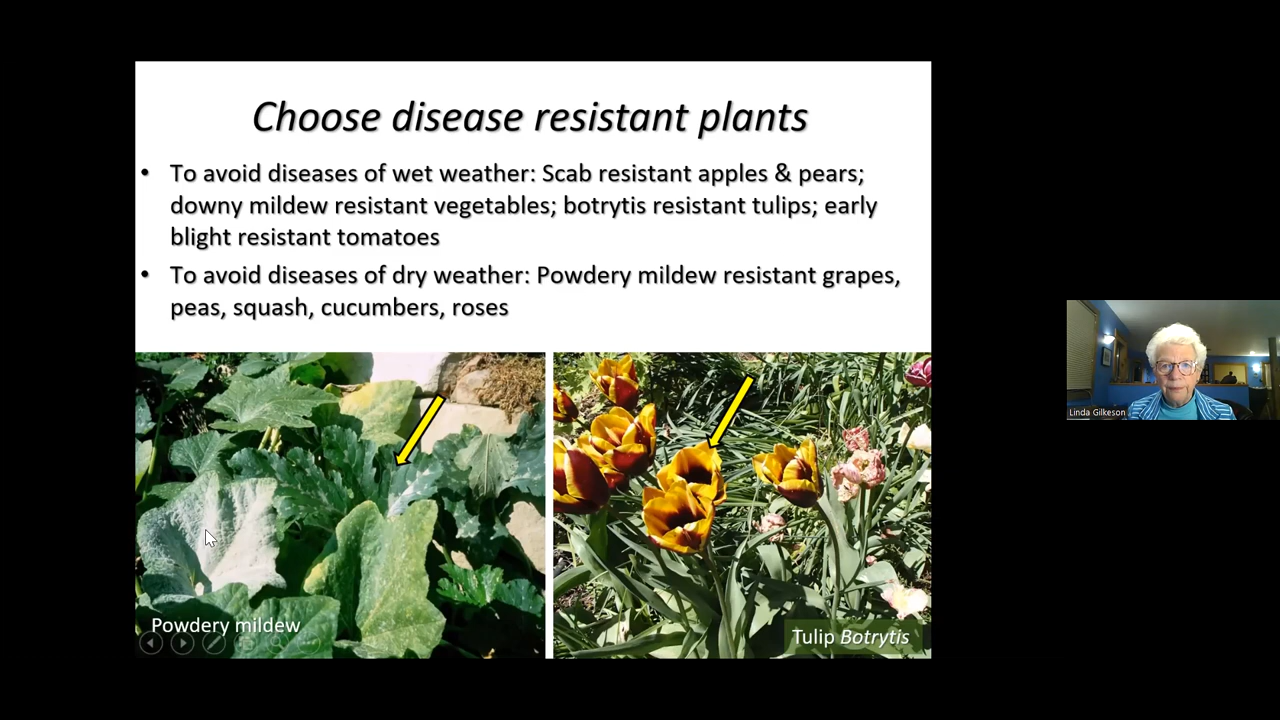 Choose disease resistant plants
• To avoid diseases of wet weather: Scab resistant apples & pears;
downy mildew resistant vegetables; botrytis resistant tulips; early
blight resistant tomatoes
• To avoid diseases of dry weather: Powdery mildew resistant grapes,
peas, squash, cucumbers, roses
Powdery mildew
Tulip Botrytis
Linda Gilkeson